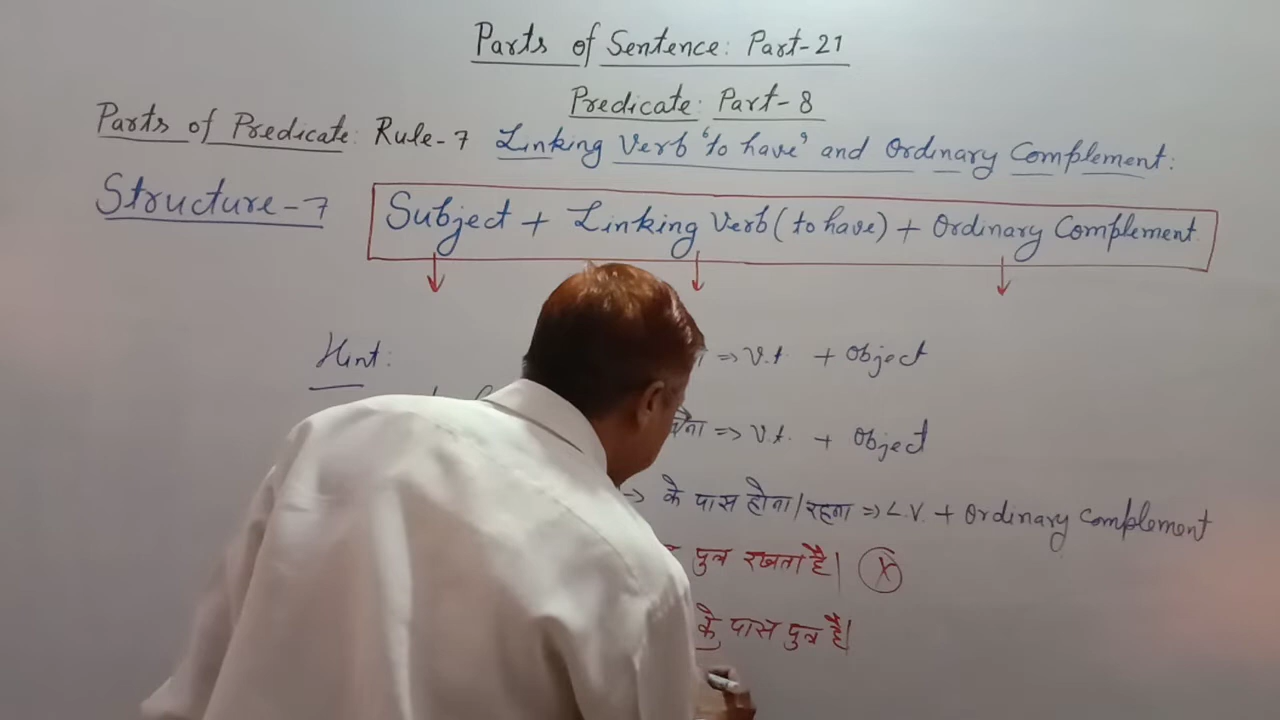 Parts of Sentence: Part-21
Predicate: Part-8
Parts of Predicate: Rule-7 Linking Verb 'to have' and Ordinary Complement:
Structure-7 Subject + Linking Verb (to have) + Ordinary Complement
Hint: => V.t. + Object
=> V.t. + Object
-> के पास होना/रहना => L.V. + Ordinary Complement
पुत्र रखता है। X
के पास पुत्र है।